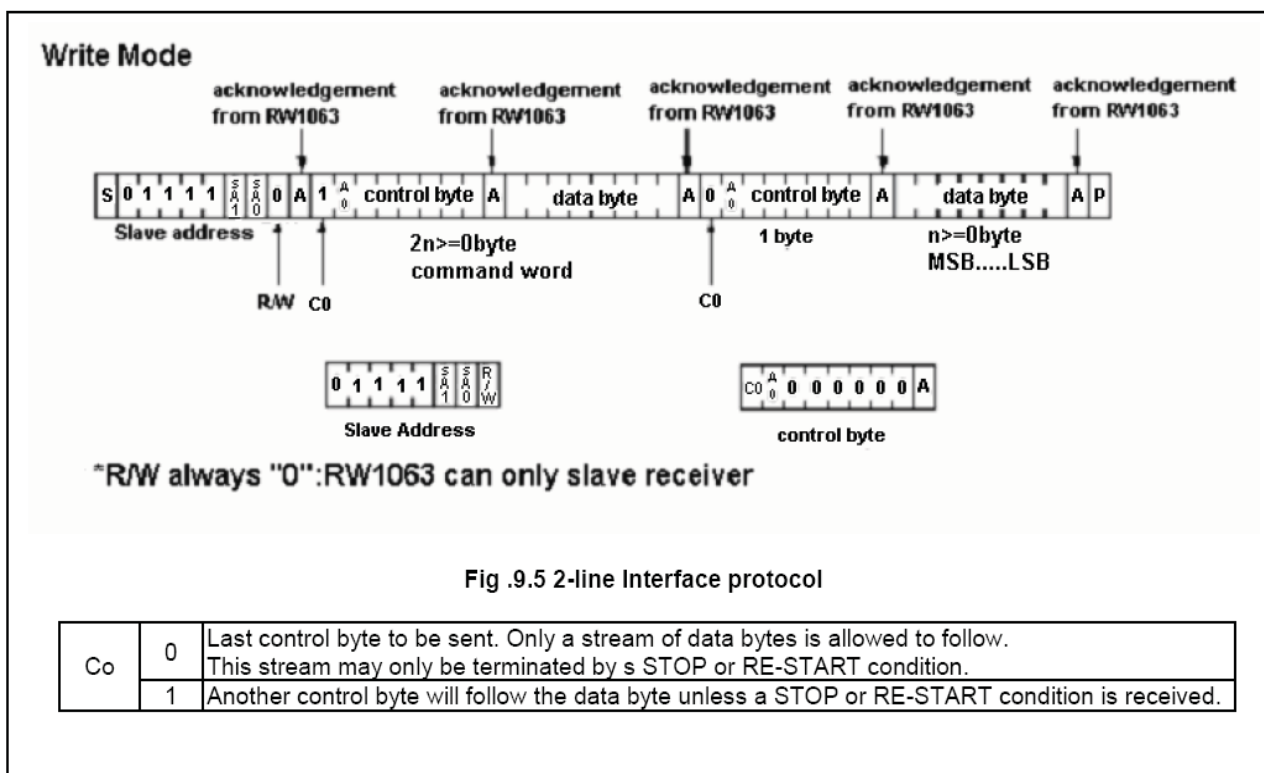 Write Mode
acknowledgement from RW1063 acknowledgement from RW1063 acknowledgement from RW1063 acknowledgement from RW1063 acknowledgement from RW1063
S 0 1 1 1 1 SA1 SA0 0 A 1 A0 control byte A data byte A 0 A0 control byte A data byte A P
Slave address 1 byte n>=0byte
2n>=0byte MSB.....LSB
command word
R/W C0 C0
0 1 1 1 1 SA1 SA0 R/W C0 A0 0 0 0 0 0 0 A
Slave Address control byte
*R/W always "0":RW1063 can only slave receiver
Fig .9.5 2-line Interface protocol
Co 0 Last control byte to be sent. Only a stream of data bytes is allowed to follow.
This stream may only be terminated by s STOP or RE-START condition.
1 Another control byte will follow the data byte unless a STOP or RE-START condition is received.